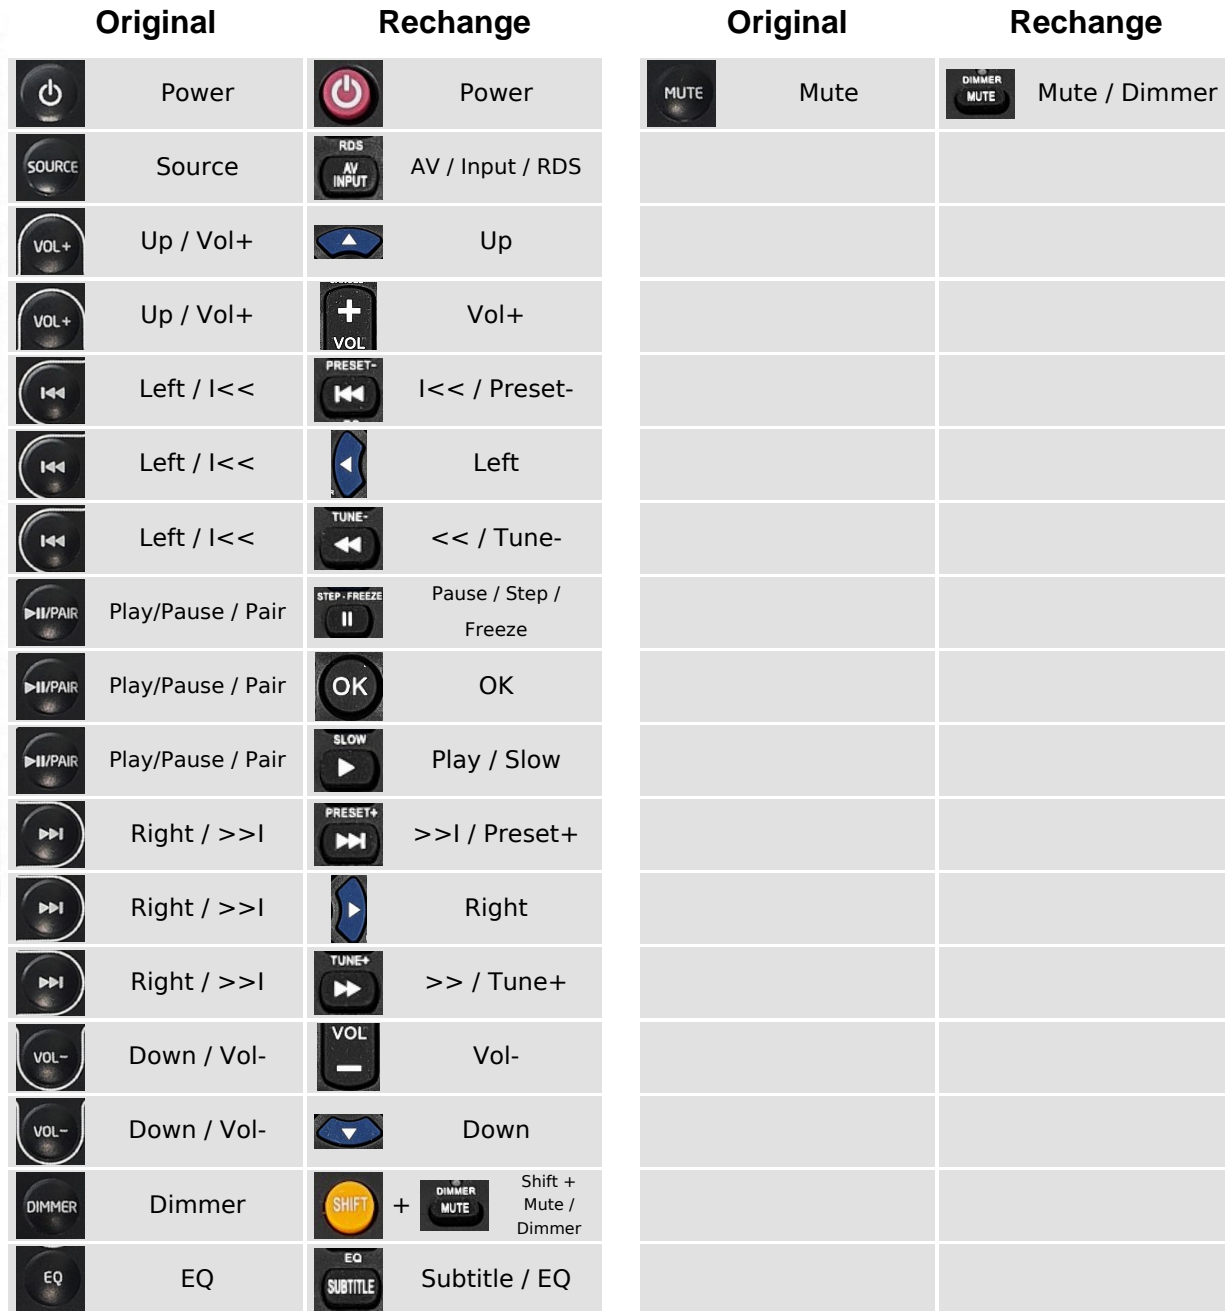 Original Rechange Original Rechange
Power Power MUTE Mute DIMMER MUTE Mute / Dimmer
SOURCE Source RDS AV INPUT AV / Input / RDS
VOL+ Up / Vol+ Up
VOL+ Up / Vol+ + VOL Vol+
Left / I<< PRESET- I<< / Preset-
Left / I<< Left
Left / I<< TUNE- << / Tune-
/PAIR Play/Pause / Pair STEP-FREEZE Pause / Step /
Freeze
/PAIR Play/Pause / Pair OK OK
/PAIR Play/Pause / Pair SLOW Play / Slow
Right / >>I PRESET+ >>I / Preset+
Right / >>I Right
Right / >>I TUNE+ >> / Tune+
VOL- Down / Vol- VOL - Vol-
VOL- Down / Vol- Down
DIMMER Dimmer SHIFT + DIMMER MUTE Shift +
Mute /
Dimmer
EQ EQ EQ SUBTITLE Subtitle / EQ